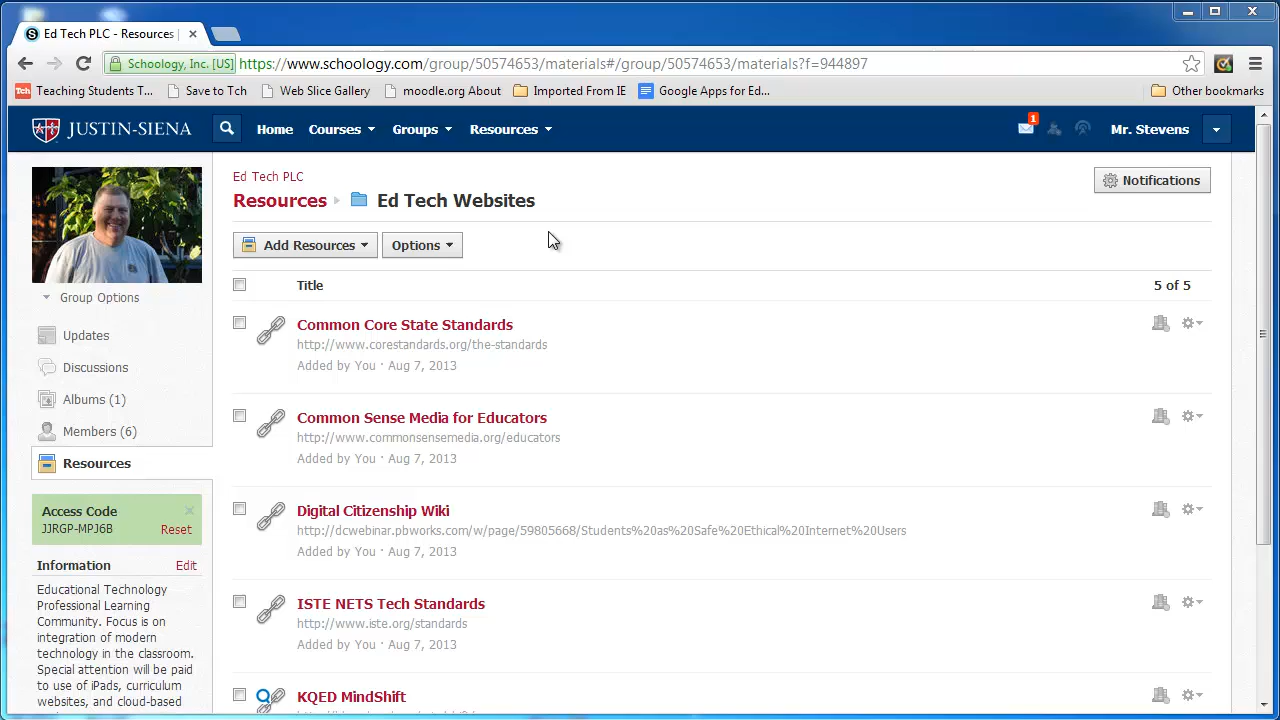 Ed Tech PLC - Resources
Schoology, Inc. [US] https://www.schoology.com/group/50574653/materials#/group/50574653/materials?f=944897
Tch Teaching Students T... Save to Tch Web Slice Gallery moodle.org About Imported From IE Google Apps for Ed... Other bookmarks
JUSTIN-SIENA Home Courses Groups Resources 1 Mr. Stevens
Ed Tech PLC
Resources Ed Tech Websites
Notifications
Add Resources Options
Title 5 of 5
Common Core State Standards
http://www.corestandards.org/the-standards
Added by You · Aug 7, 2013
Common Sense Media for Educators
http://www.commonsensemedia.org/educators
Added by You · Aug 7, 2013
Digital Citizenship Wiki
http://dcwebinar.pbworks.com/w/page/59805668/Students%20as%20Safe%20Ethical%20Internet%20Users
Added by You · Aug 7, 2013
ISTE NETS Tech Standards
http://www.iste.org/standards
Added by You · Aug 7, 2013
KQED MindShift
Group Options
Updates
Discussions
Albums (1)
Members (6)
Resources
Access Code
JJRGP-MPJ6B Reset
Information Edit
Educational Technology
Professional Learning
Community. Focus is on
integration of modern
technology in the classroom.
Special attention will be paid
to use of iPads, curriculum
websites, and cloud-based